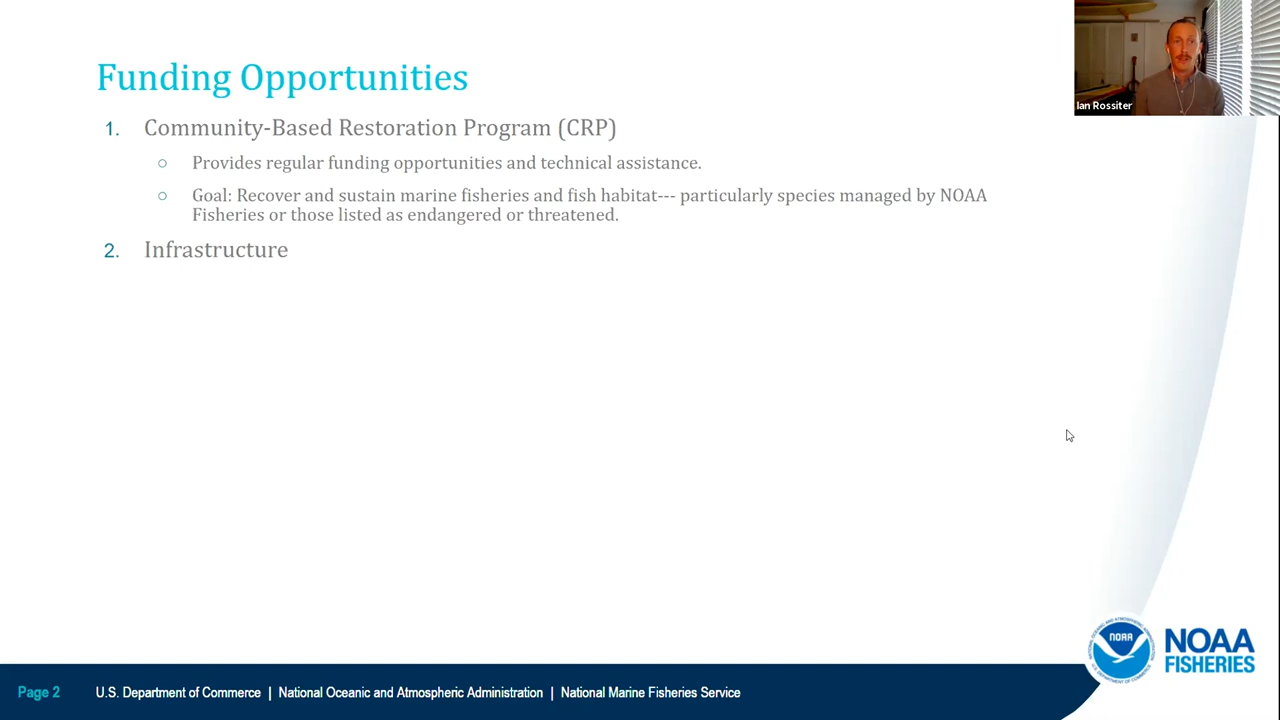 Funding Opportunities
1. Community-Based Restoration Program (CRP)
○ Provides regular funding opportunities and technical assistance.
○ Goal: Recover and sustain marine fisheries and fish habitat--- particularly species managed by NOAA
Fisheries or those listed as endangered or threatened.
2. Infrastructure
Ian Rossiter
NOAA
NOAA
FISHERIES
Page 2 U.S. Department of Commerce | National Oceanic and Atmospheric Administration | National Marine Fisheries Service